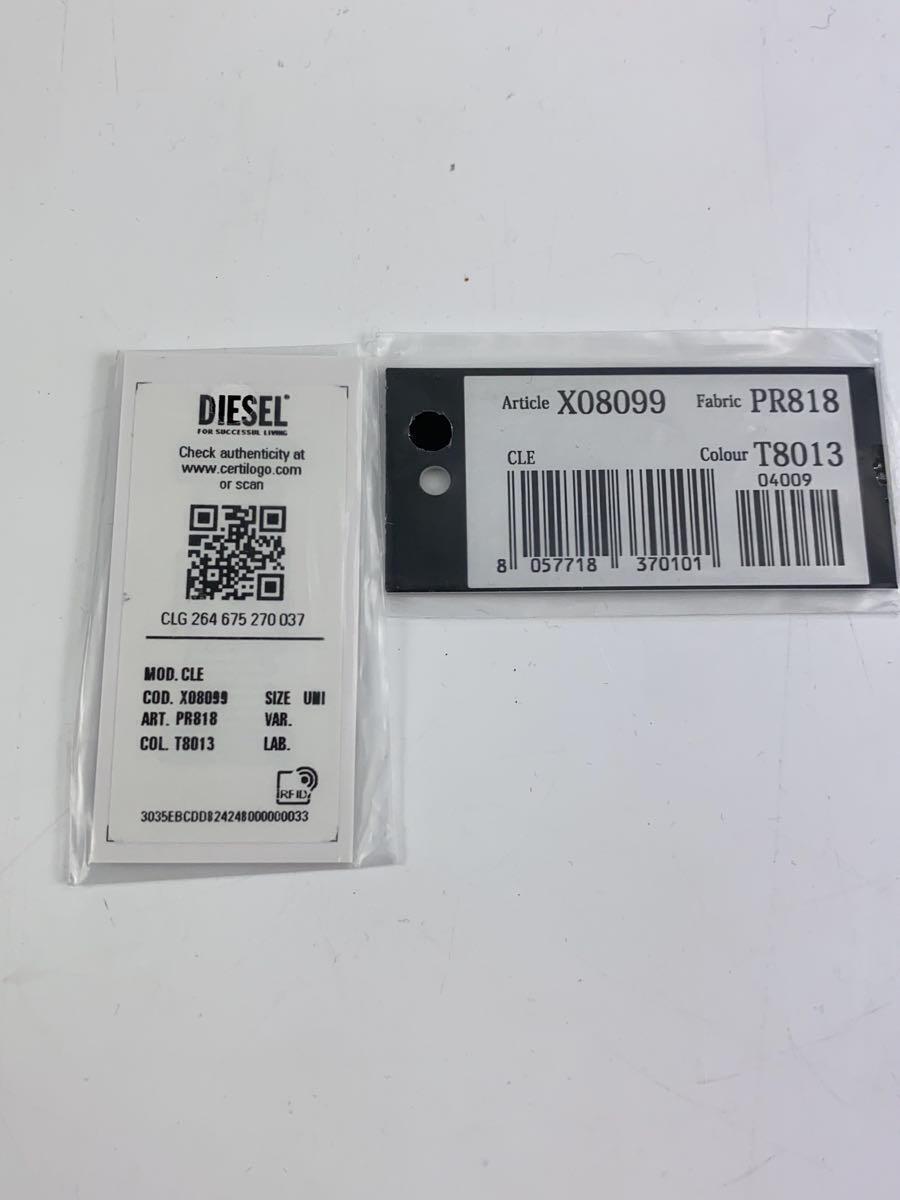 DIESEL
FOR SUCCESSFUL LIVING
Check authenticity at
www.certilogo.com
or scan
CLG 264 675 270 037
MOD. CLE
COD. X08099 SIZE UNI
ART. PR818 VAR.
COL. T8013 LAB.
RFID
3035EBCDD824248000000033
Article X08099 Fabric PR818
CLE Colour T8013
04009
8 057718 370101